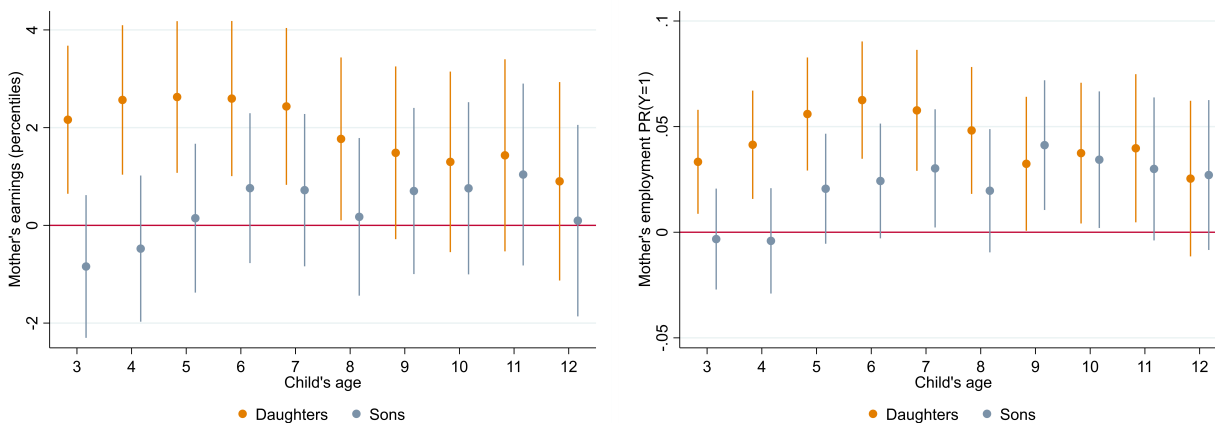 Mother's earnings (percentiles)
4
2
0
-2
3 4 5 6 7 8 9 10 11 12
Child's age
Daughters Sons
Mother's employment PR(Y=1)
.1
.05
0
-.05
3 4 5 6 7 8 9 10 11 12
Child's age
Daughters Sons